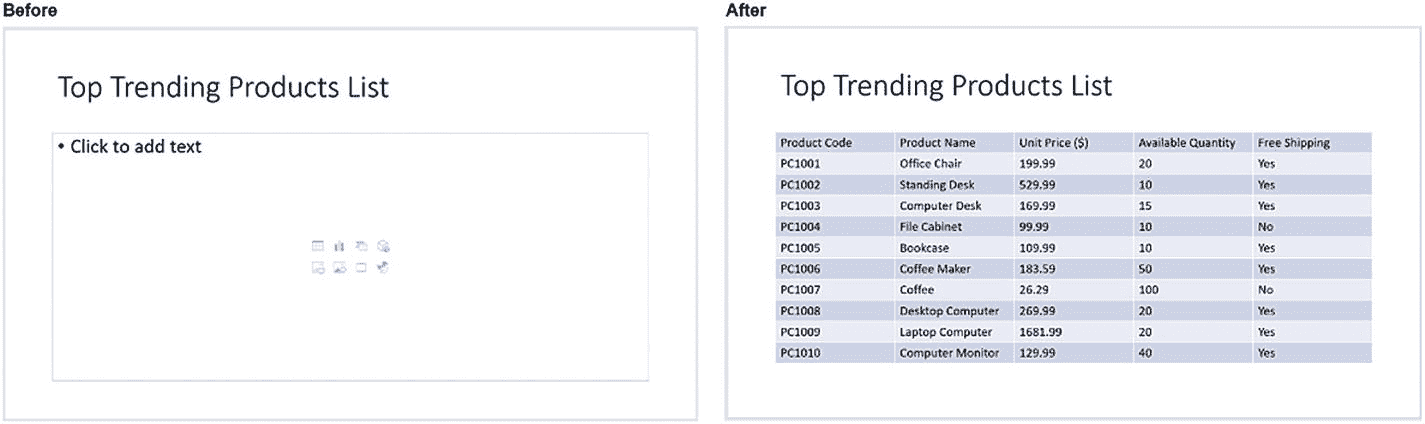 Before
Top Trending Products List
• Click to add text
After
Top Trending Products List
Product Code Product Name Unit Price ($) Available Quantity Free Shipping
PC1001 Office Chair 199.99 20 Yes
PC1002 Standing Desk 529.99 10 Yes
PC1003 Computer Desk 169.99 15 Yes
PC1004 File Cabinet 99.99 10 No
PC1005 Bookcase 109.99 10 Yes
PC1006 Coffee Maker 183.59 50 Yes
PC1007 Coffee 26.29 100 No
PC1008 Desktop Computer 269.99 20 Yes
PC1009 Laptop Computer 1681.99 20 Yes
PC1010 Computer Monitor 129.99 40 Yes